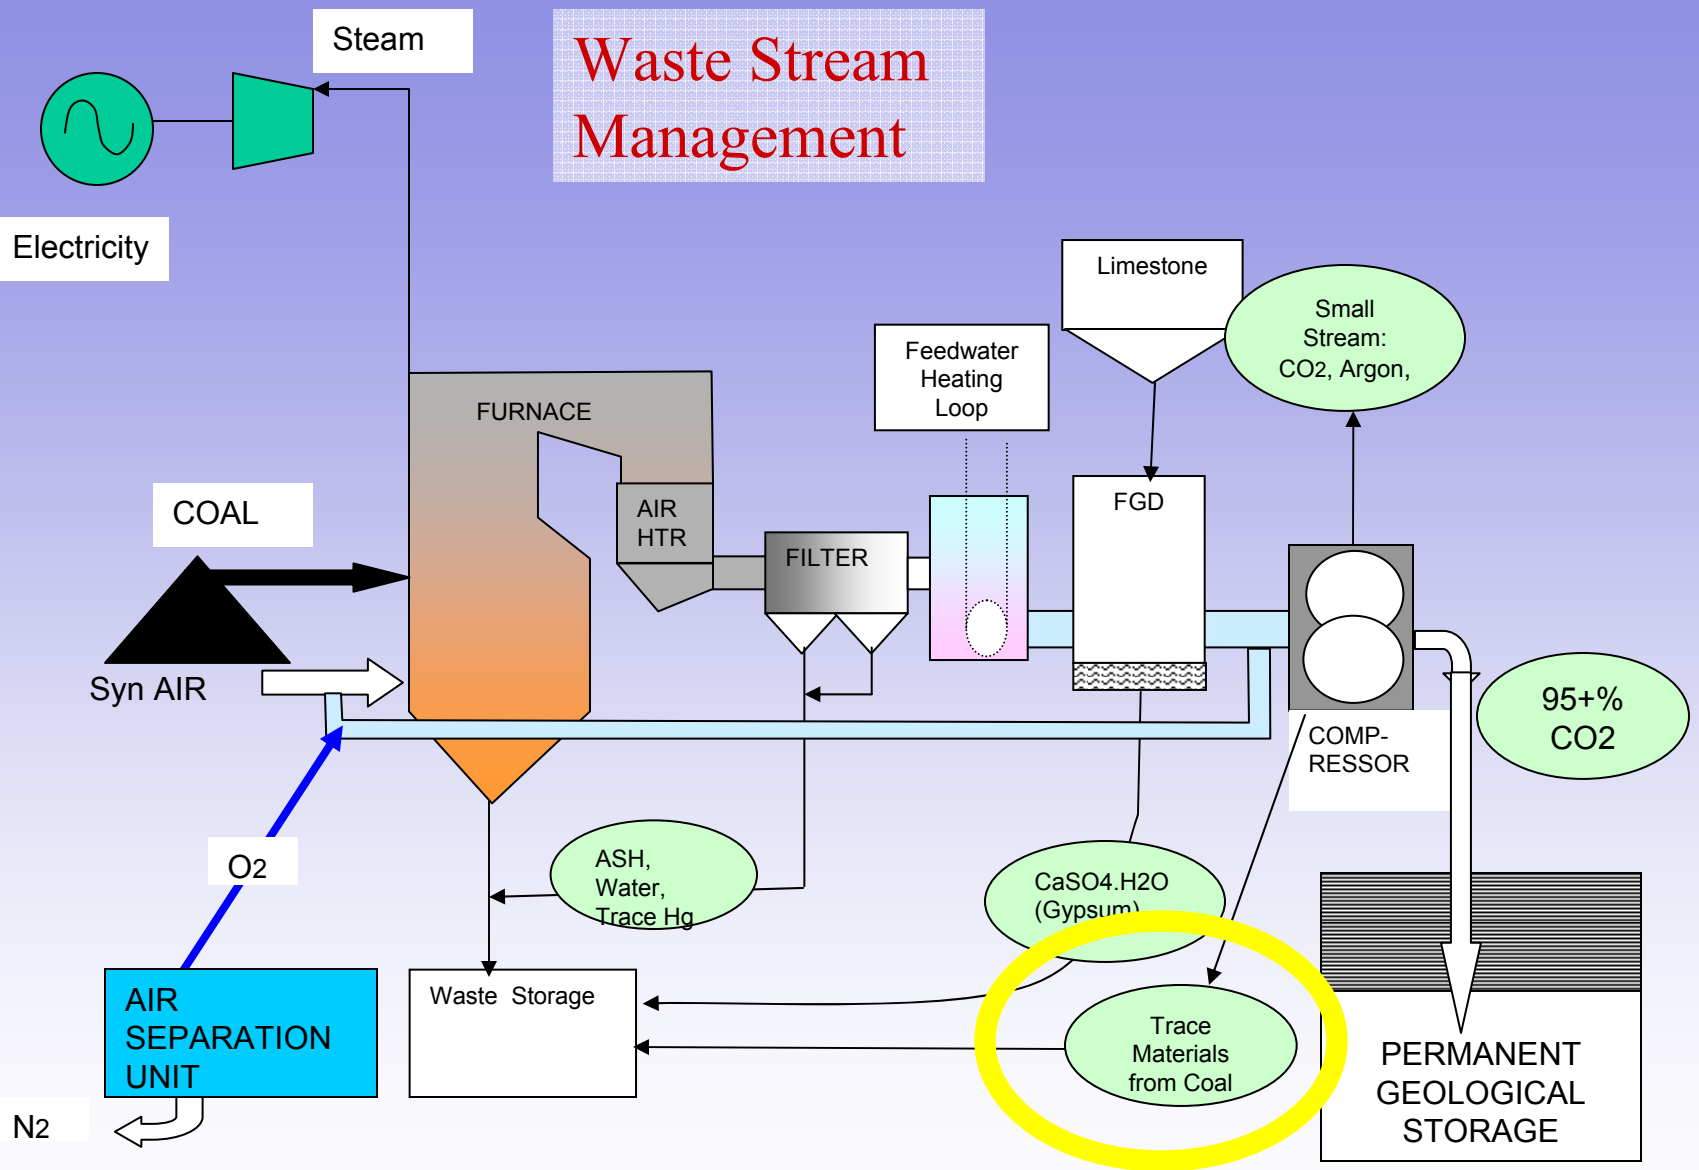 Steam
Waste Stream
Management
Electricity
Limestone
Small
Stream:
CO2, Argon,
Feedwater
Heating
Loop
FURNACE
COAL
AIR
HTR
FGD
FILTER
Syn AIR
95+%
CO2
COMP-
RESSOR
O2
ASH,
Water,
Trace Hg
CaSO4.H2O
(Gypsum)
AIR
SEPARATION
UNIT
Waste Storage
Trace
Materials
from Coal
PERMANENT
GEOLOGICAL
STORAGE
N2